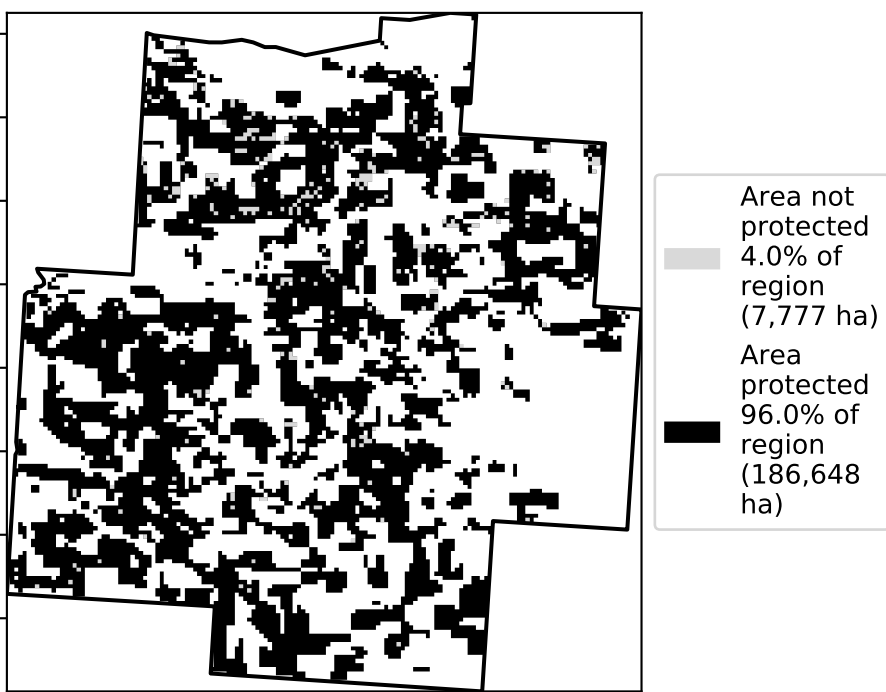 Area not
protected
4.0% of
region
(7,777 ha)
Area
protected
96.0% of
region
(186,648
ha)